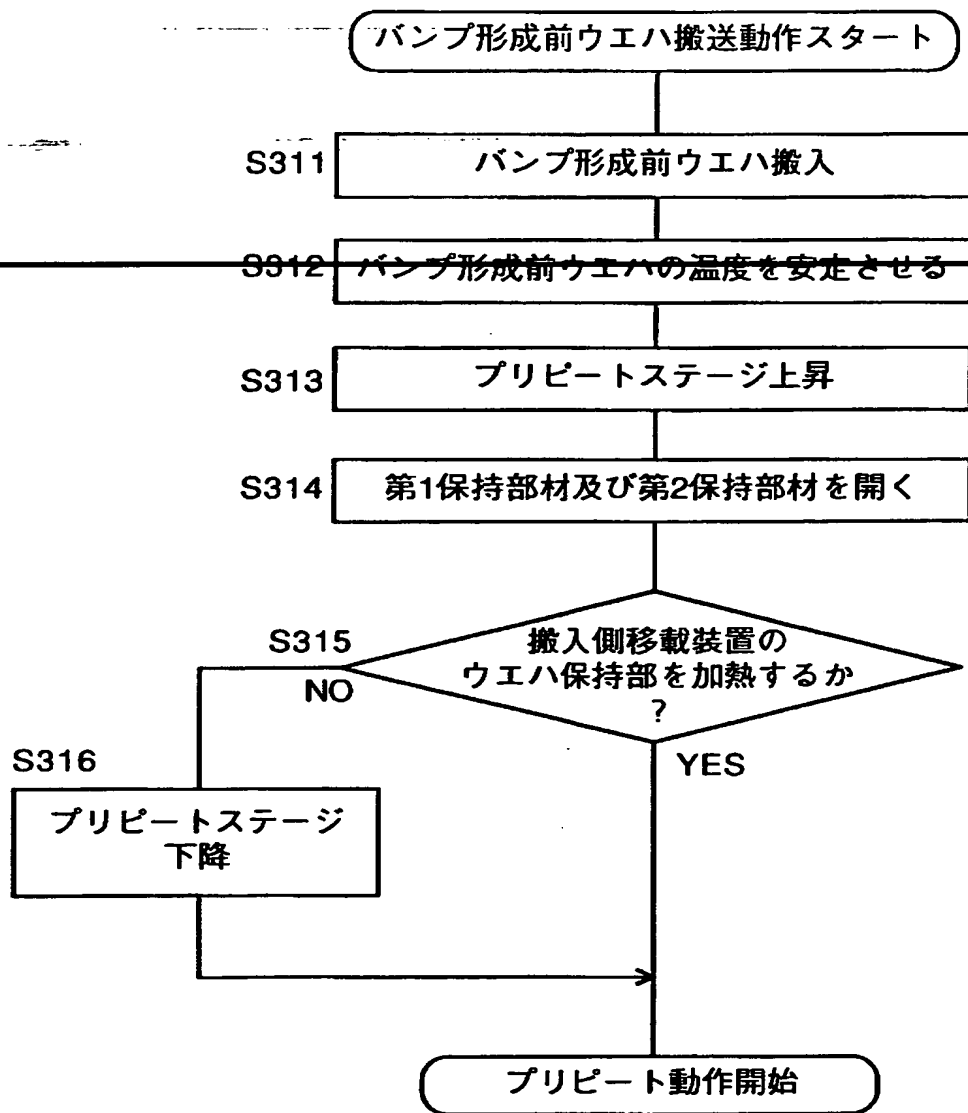 バンプ形成前ウエハ搬送動作スタート
S311
バンプ形成前ウエハ搬入
S312
バンプ形成前ウエハの温度を安定させる
S313
プリピートステージ上昇
S314
第1保持部材及び第2保持部材を開く
S315
搬入側移載装置の
ウエハ保持部を加熱するか
?
NO
YES
S316
プリピートステージ
下降
プリピート動作開始